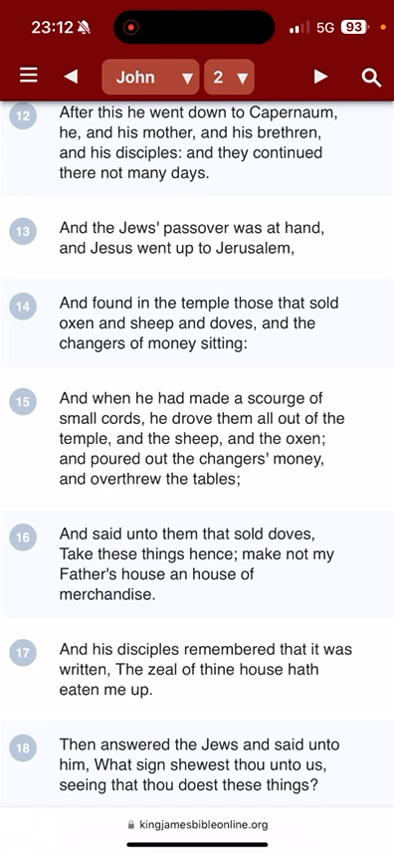 23:12 5G 93
John 2
12 After this he went down to Capernaum,
he, and his mother, and his brethren,
and his disciples: and they continued
there not many days.
13 And the Jews' passover was at hand,
and Jesus went up to Jerusalem,
14 And found in the temple those that sold
oxen and sheep and doves, and the
changers of money sitting:
15 And when he had made a scourge of
small cords, he drove them all out of the
temple, and the sheep, and the oxen;
and poured out the changers' money,
and overthrew the tables;
16 And said unto them that sold doves,
Take these things hence; make not my
Father's house an house of
merchandise.
17 And his disciples remembered that it was
written, The zeal of thine house hath
eaten me up.
18 Then answered the Jews and said unto
him, What sign shewest thou unto us,
seeing that thou doest these things?
kingjamesbibleonline.org